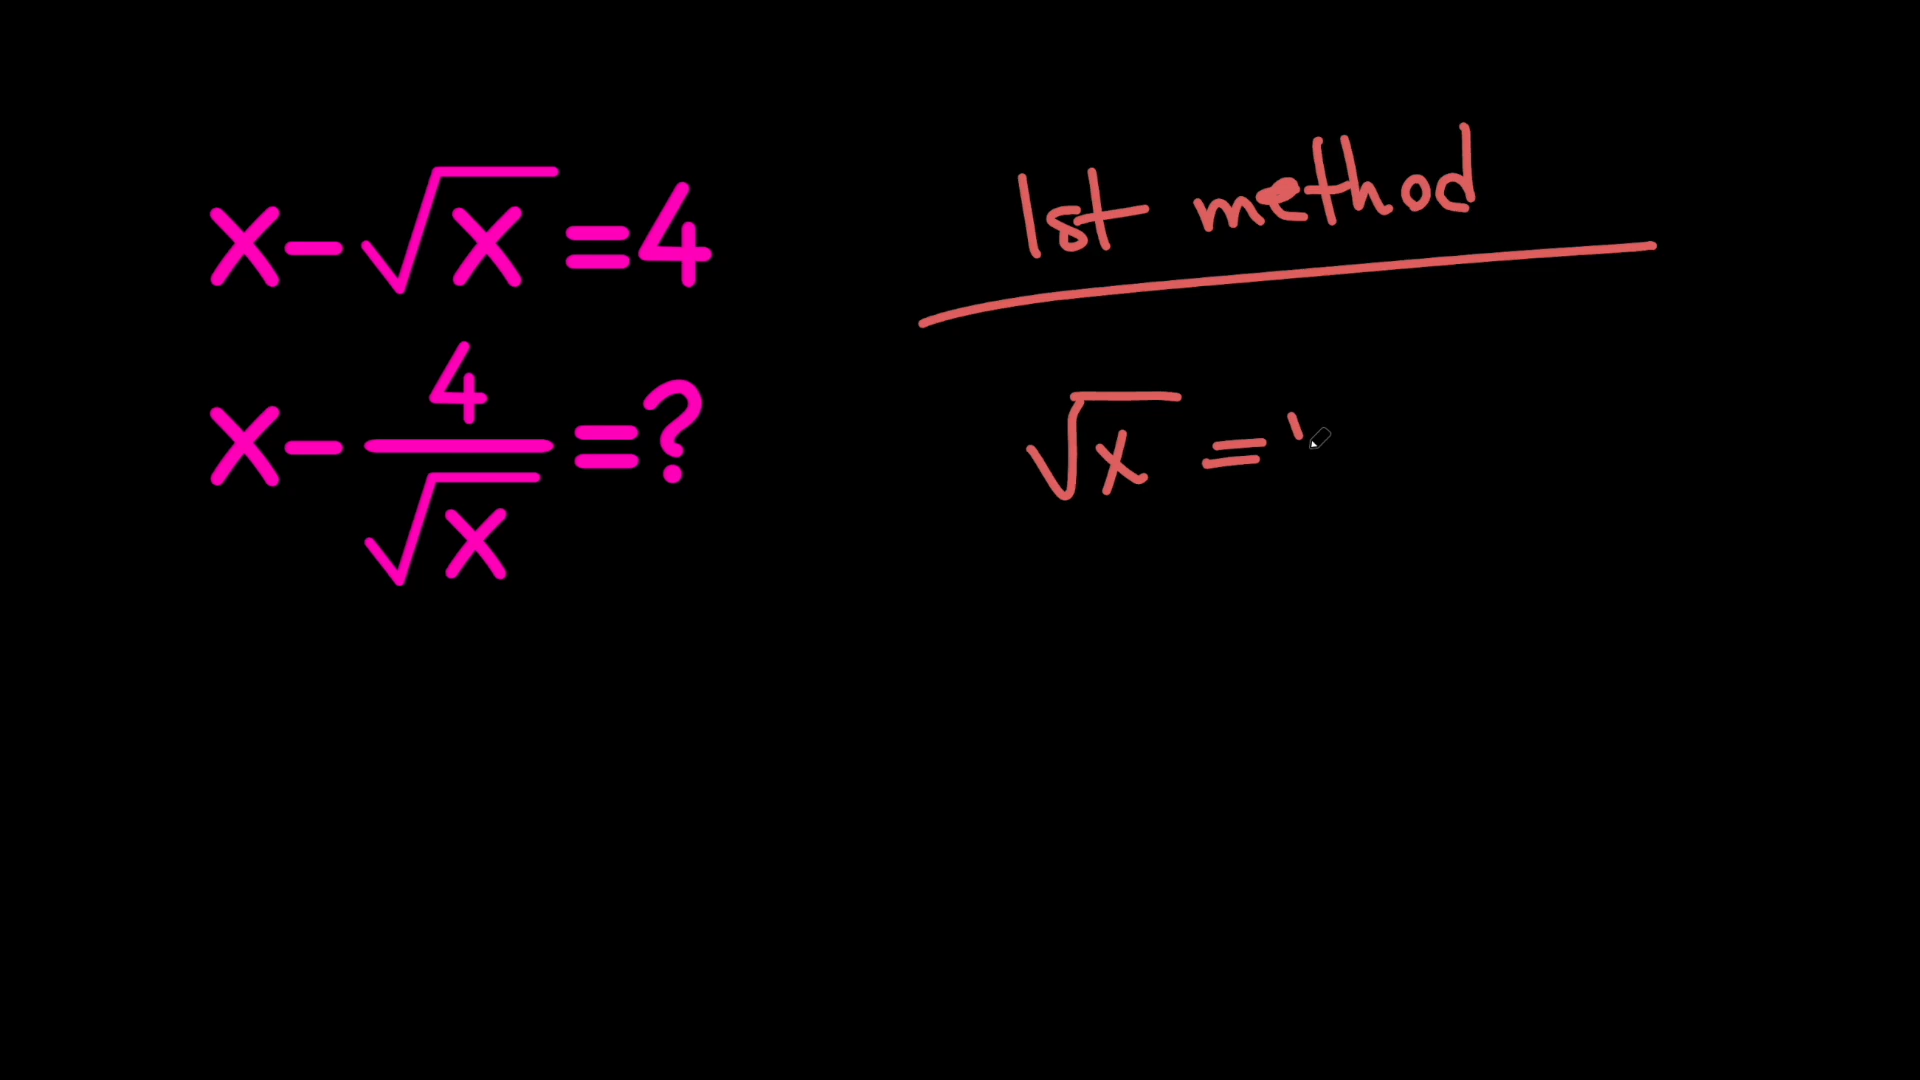 x-√x=4
x-4/√x=?
1st method
√x =